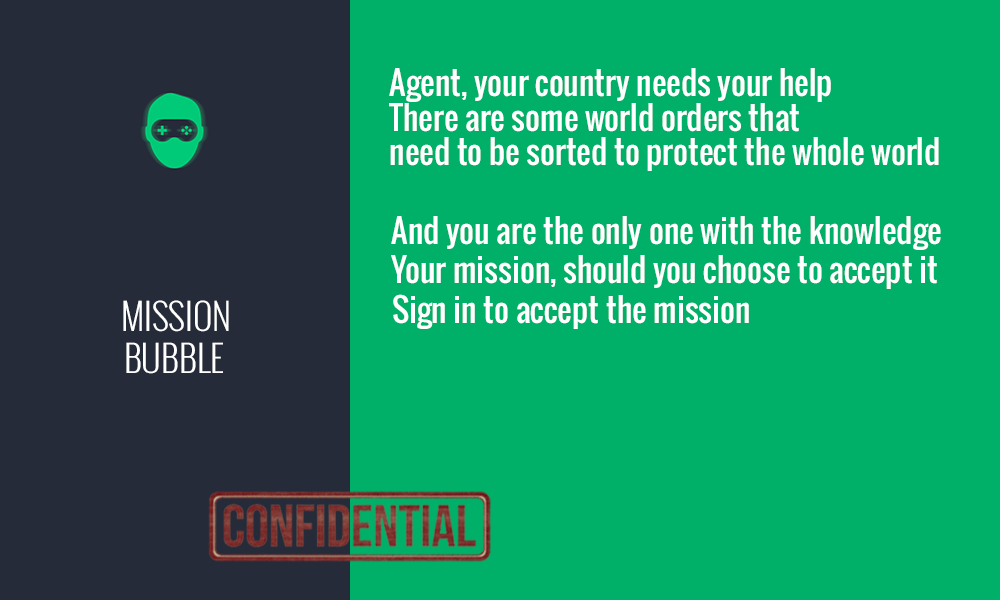 MISSION
BUBBLE
Agent, your country needs your help
There are some world orders that
need to be sorted to protect the whole world
And you are the only one with the knowledge
Your mission, should you choose to accept it
Sign in to accept the mission
CONFIDENTIAL